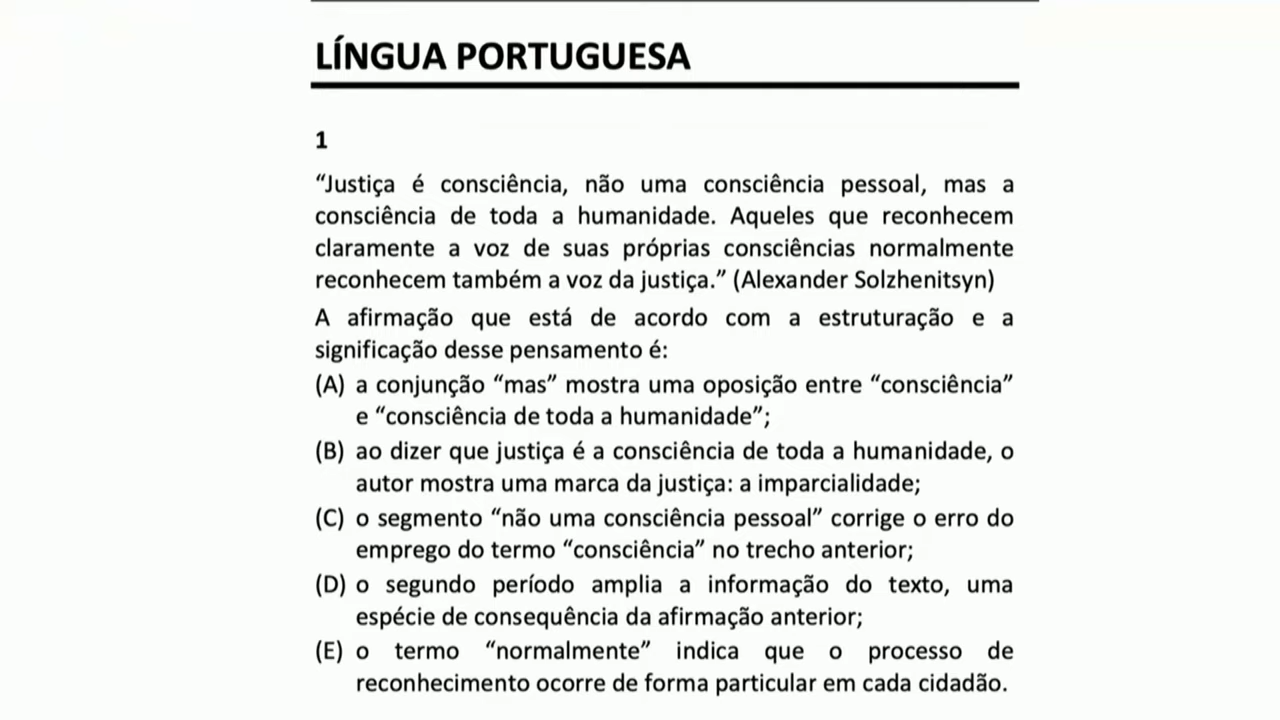 LÍNGUA PORTUGUESA
1
“Justiça é consciência, não uma consciência pessoal, mas a
consciência de toda a humanidade. Aqueles que reconhecem
claramente a voz de suas próprias consciências normalmente
reconhecem também a voz da justiça.” (Alexander Solzhenitsyn)
A afirmação que está de acordo com a estruturação e a
significação desse pensamento é:
(A) a conjunção “mas” mostra uma oposição entre “consciência”
e “consciência de toda a humanidade”;
(B) ao dizer que justiça é a consciência de toda a humanidade, o
autor mostra uma marca da justiça: a imparcialidade;
(C) o segmento “não uma consciência pessoal” corrige o erro do
emprego do termo “consciência” no trecho anterior;
(D) o segundo período amplia a informação do texto, uma
espécie de consequência da afirmação anterior;
(E) o termo “normalmente” indica que o processo de
reconhecimento ocorre de forma particular em cada cidadão.